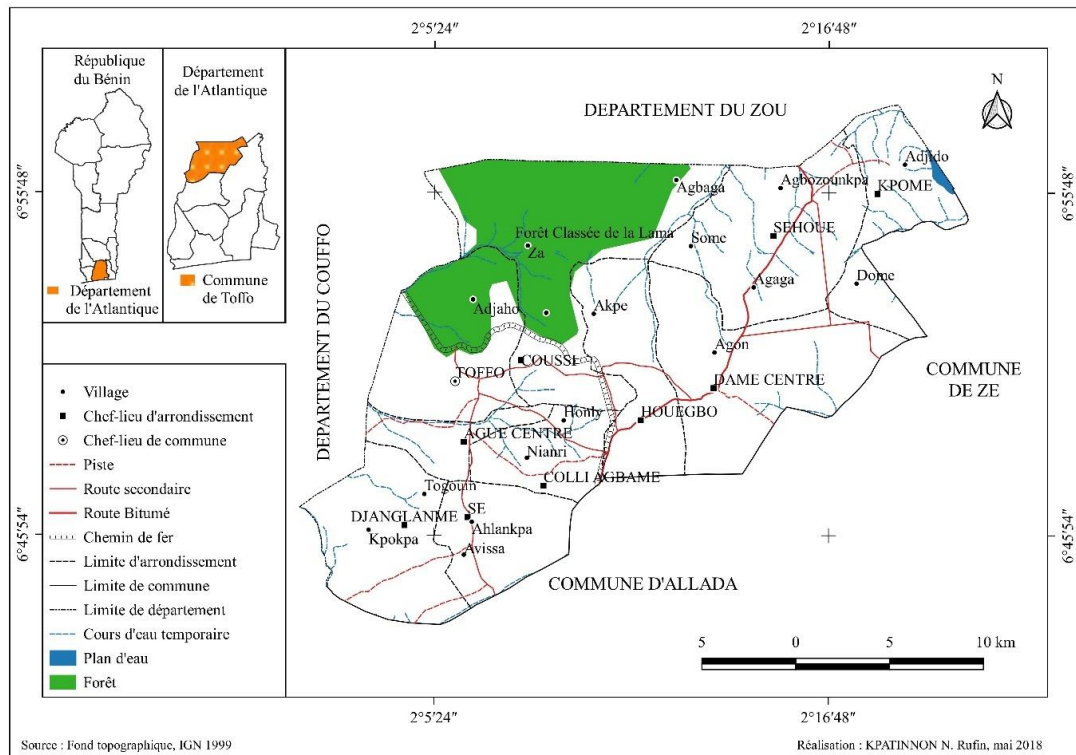 2°5'24"
2°16'48"
République
du Bénin
Département
de l'Atlantique
Département
de l'Atlantique
Commune
de Toffo
DEPARTEMENT DU ZOU
N
6°55'48"
6°55'48"
Adjido
Agbaga
Agbozounkpa
KPOME
Forêt Classée de la Lama
Za
Some
SEHOUE
Agaga
Dome
Adjaho
Akpe
DEPARTEMENT DU COUFFO
COUSSI
Agon
TOFFO
DAME CENTRE
COMMUNE
DE ZE
Honly
HOUEGBO
AGUE CENTRE
Nianri
COLLI AGBAME
Togouin
SE
DJANGLANME
Ahlankpa
Kpokpa
Avissa
6°45'54"
6°45'54"
COMMUNE D'ALLADA
Village
Chef-lieu d'arrondissement
Chef-lieu de commune
Piste
Route secondaire
Route Bitumé
Chemin de fer
Limite d'arrondissement
Limite de commune
Limite de département
Cours d'eau temporaire
Plan d'eau
Forêt
5 0 5 10 km
2°5'24"
2°16'48"
Source : Fond topographique, IGN 1999
Réalisation : KPATINNON N. Rufin, mai 2018